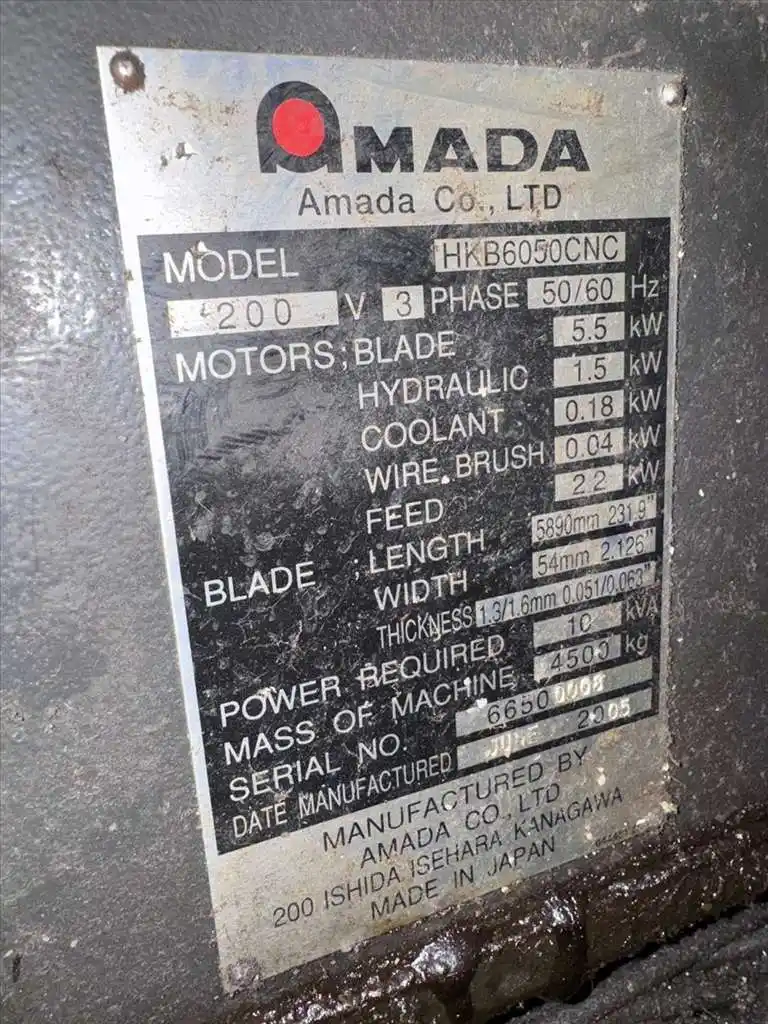 AMADA
Amada Co., LTD
MODEL HKB6050CNC
200 V 3 PHASE 50/60 Hz
MOTORS; BLADE 5.5 kW
HYDRAULIC 1.5 kW
COOLANT 0.18 kW
WIRE BRUSH 0.04 kW
FEED 2.2 kW
BLADE ; LENGTH 5890mm 231.9"
WIDTH 54mm 2.126"
THICKNESS 1.3/1.6mm 0.051/0.063"
POWER REQUIRED 10 kVA
MASS OF MACHINE 4500 kg
SERIAL NO. 66500008
DATE MANUFACTURED JUNE 2005
MANUFACTURED BY
AMADA CO., LTD
200 ISHIDA ISEHARA KANAGAWA
MADE IN JAPAN